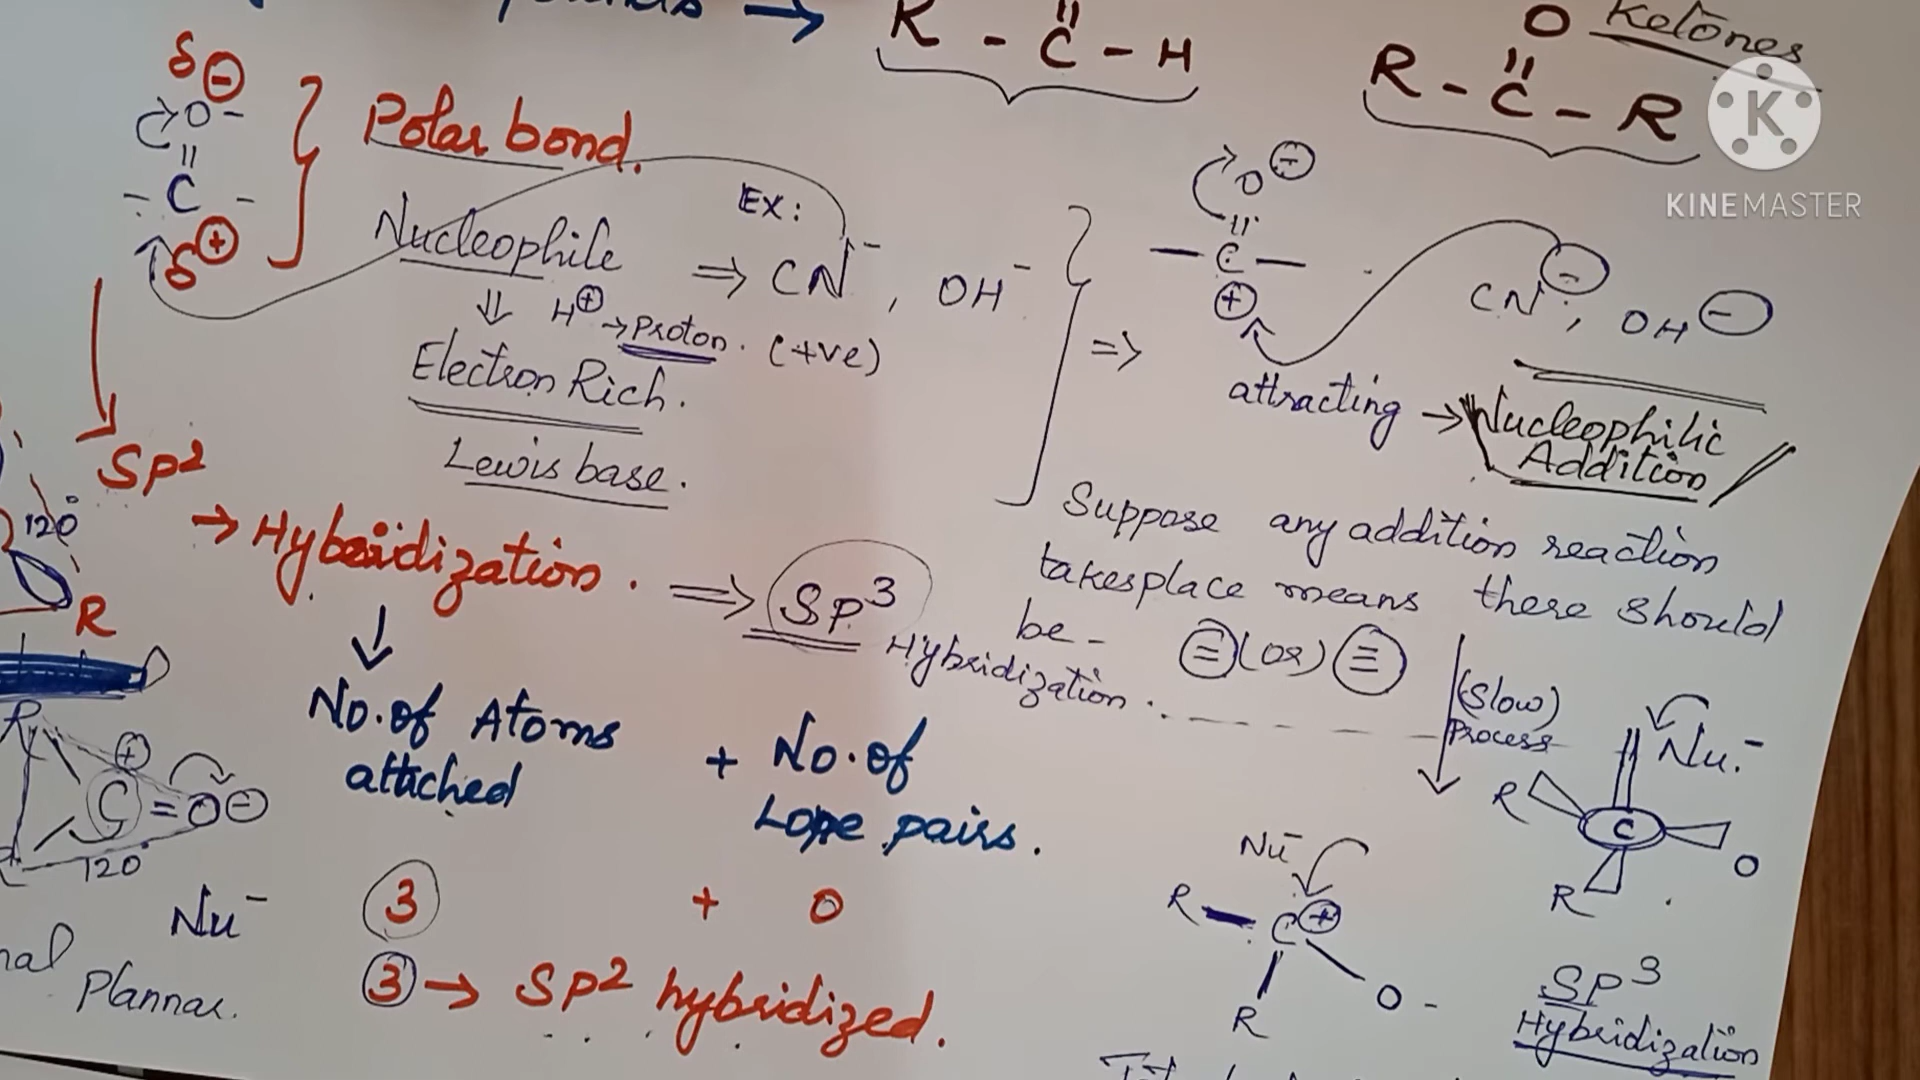 R - C - H
O Ketones
R - C - R
K
KINEMASTER
δ⊖
O-
- C -
δ⊕
Polar bond.
Nucleophile
EX:
⇒ CN⁻, OH⁻
H⊕ → Proton. (+ve)
Electron Rich.
Lewis base.
O⊖
- C -
⊕
CN⊖, OH⊖
⇒ attracting → Nucleophilic
Addition
Suppose any addition reaction
takesplace means there should
be - = (or) ≡
SP²
→ Hybridization. ⇒ SP³
Hybridization.
120°
R
(Slow)
Process
No. of Atoms
attached
+ No. of
Lone pairs.
3 + 0
3 → SP² hybridized.
R
⊕
C = O⊖
120°
Nu⁻
nal
Plannar.
Nu⁻
R C ⊕
R O -
Nu:⁻
R C O
R
SP³
Hybridization